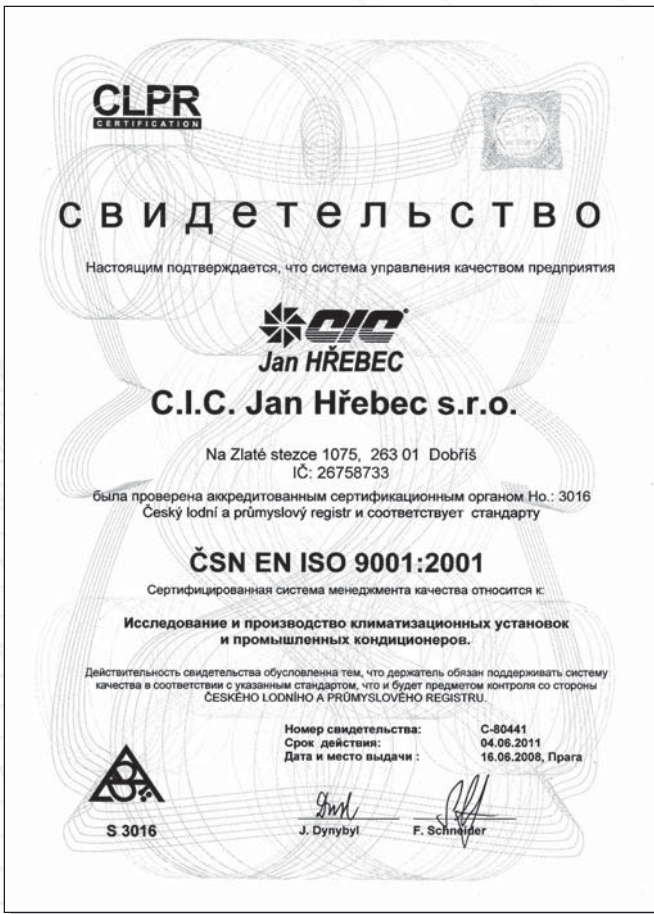 CLPR
CERTIFICATION
свидетельство
Настоящим подтверждается, что система управления качеством предприятия
CIC
Jan HŘEBEC
C.I.C. Jan Hřebec s.r.o.
Na Zlaté stezce 1075, 263 01 Dobříš
IČ: 26758733
была проверена аккредитованным сертификационным органом Но.: 3016
Český lodní a průmyslový registr и соответствует стандарту
ČSN EN ISO 9001:2001
Сертифицированная система менеджмента качества относится к:
Исследование и производство климатизационных установок
и промышленных кондиционеров.
Действительность свидетельства обусловленна тем, что держатель обязан поддерживать систему
качества в соответствии с указанным стандартом, что и будет предметом контроля со стороны
ČESKÉHO LODNÍHO A PRŮMYSLOVÉHO REGISTRU.
Номер свидетельства: C-80441
Срок действия: 04.06.2011
Дата и место выдачи : 16.06.2008, Прага
S 3016
J. Dynybyl F. Schneider